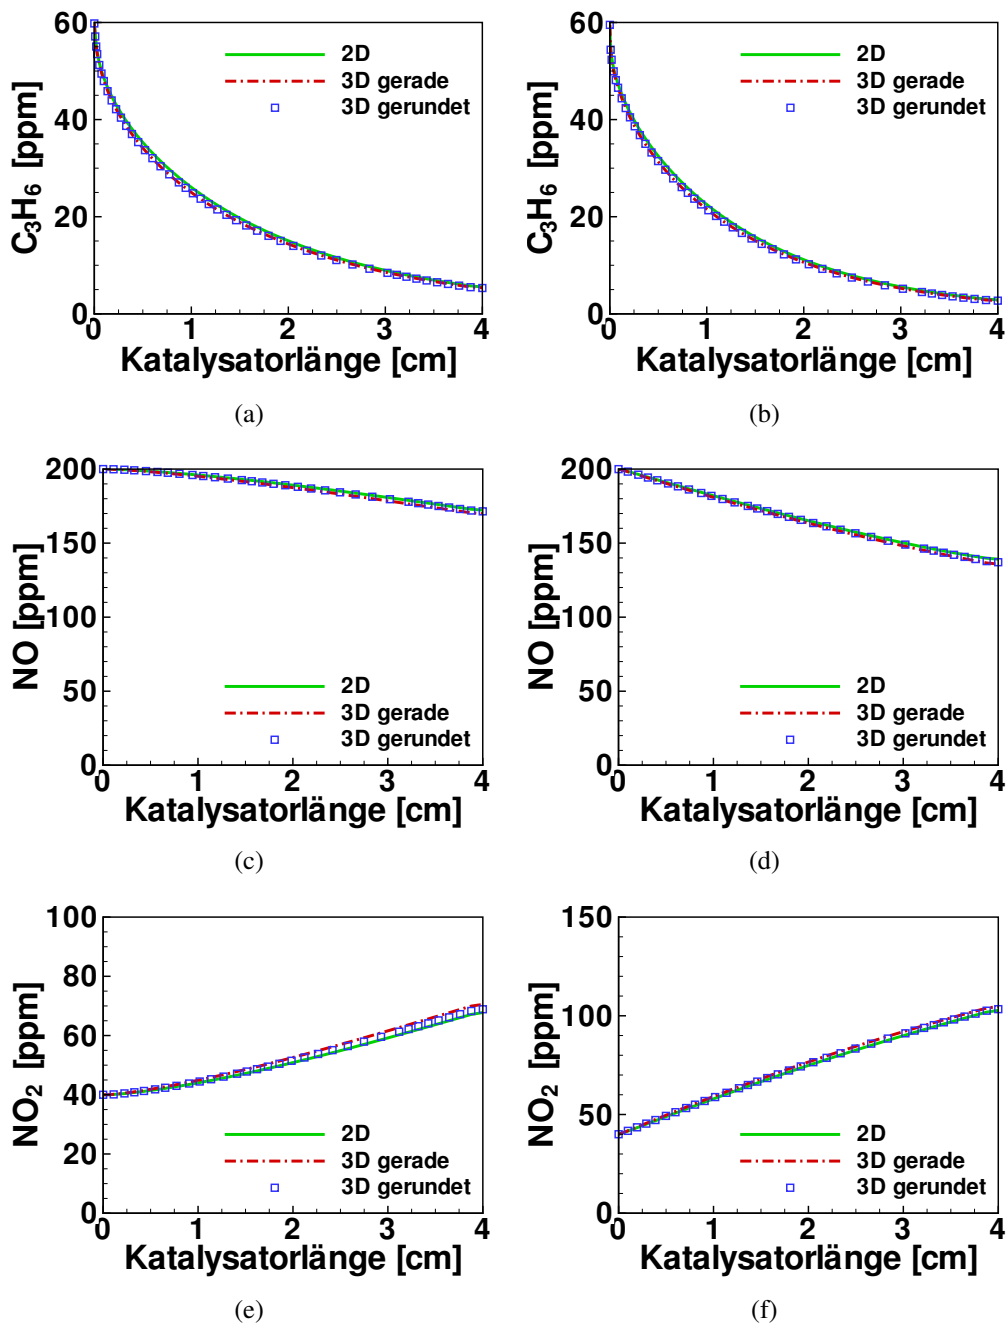 C₃H₆ [ppm]
60
40
20
0
2D
3D gerade
3D gerundet
0 1 2 3 4
Katalysatorlänge [cm]
(a)
C₃H₆ [ppm]
60
40
20
0
2D
3D gerade
3D gerundet
0 1 2 3 4
Katalysatorlänge [cm]
(b)
NO [ppm]
200
150
100
50
0
2D
3D gerade
3D gerundet
0 1 2 3 4
Katalysatorlänge [cm]
(c)
NO [ppm]
200
150
100
50
0
2D
3D gerade
3D gerundet
0 1 2 3 4
Katalysatorlänge [cm]
(d)
NO₂ [ppm]
100
80
60
40
20
0
2D
3D gerade
3D gerundet
0 1 2 3 4
Katalysatorlänge [cm]
(e)
NO₂ [ppm]
150
100
50
0
2D
3D gerade
3D gerundet
0 1 2 3 4
Katalysatorlänge [cm]
(f)